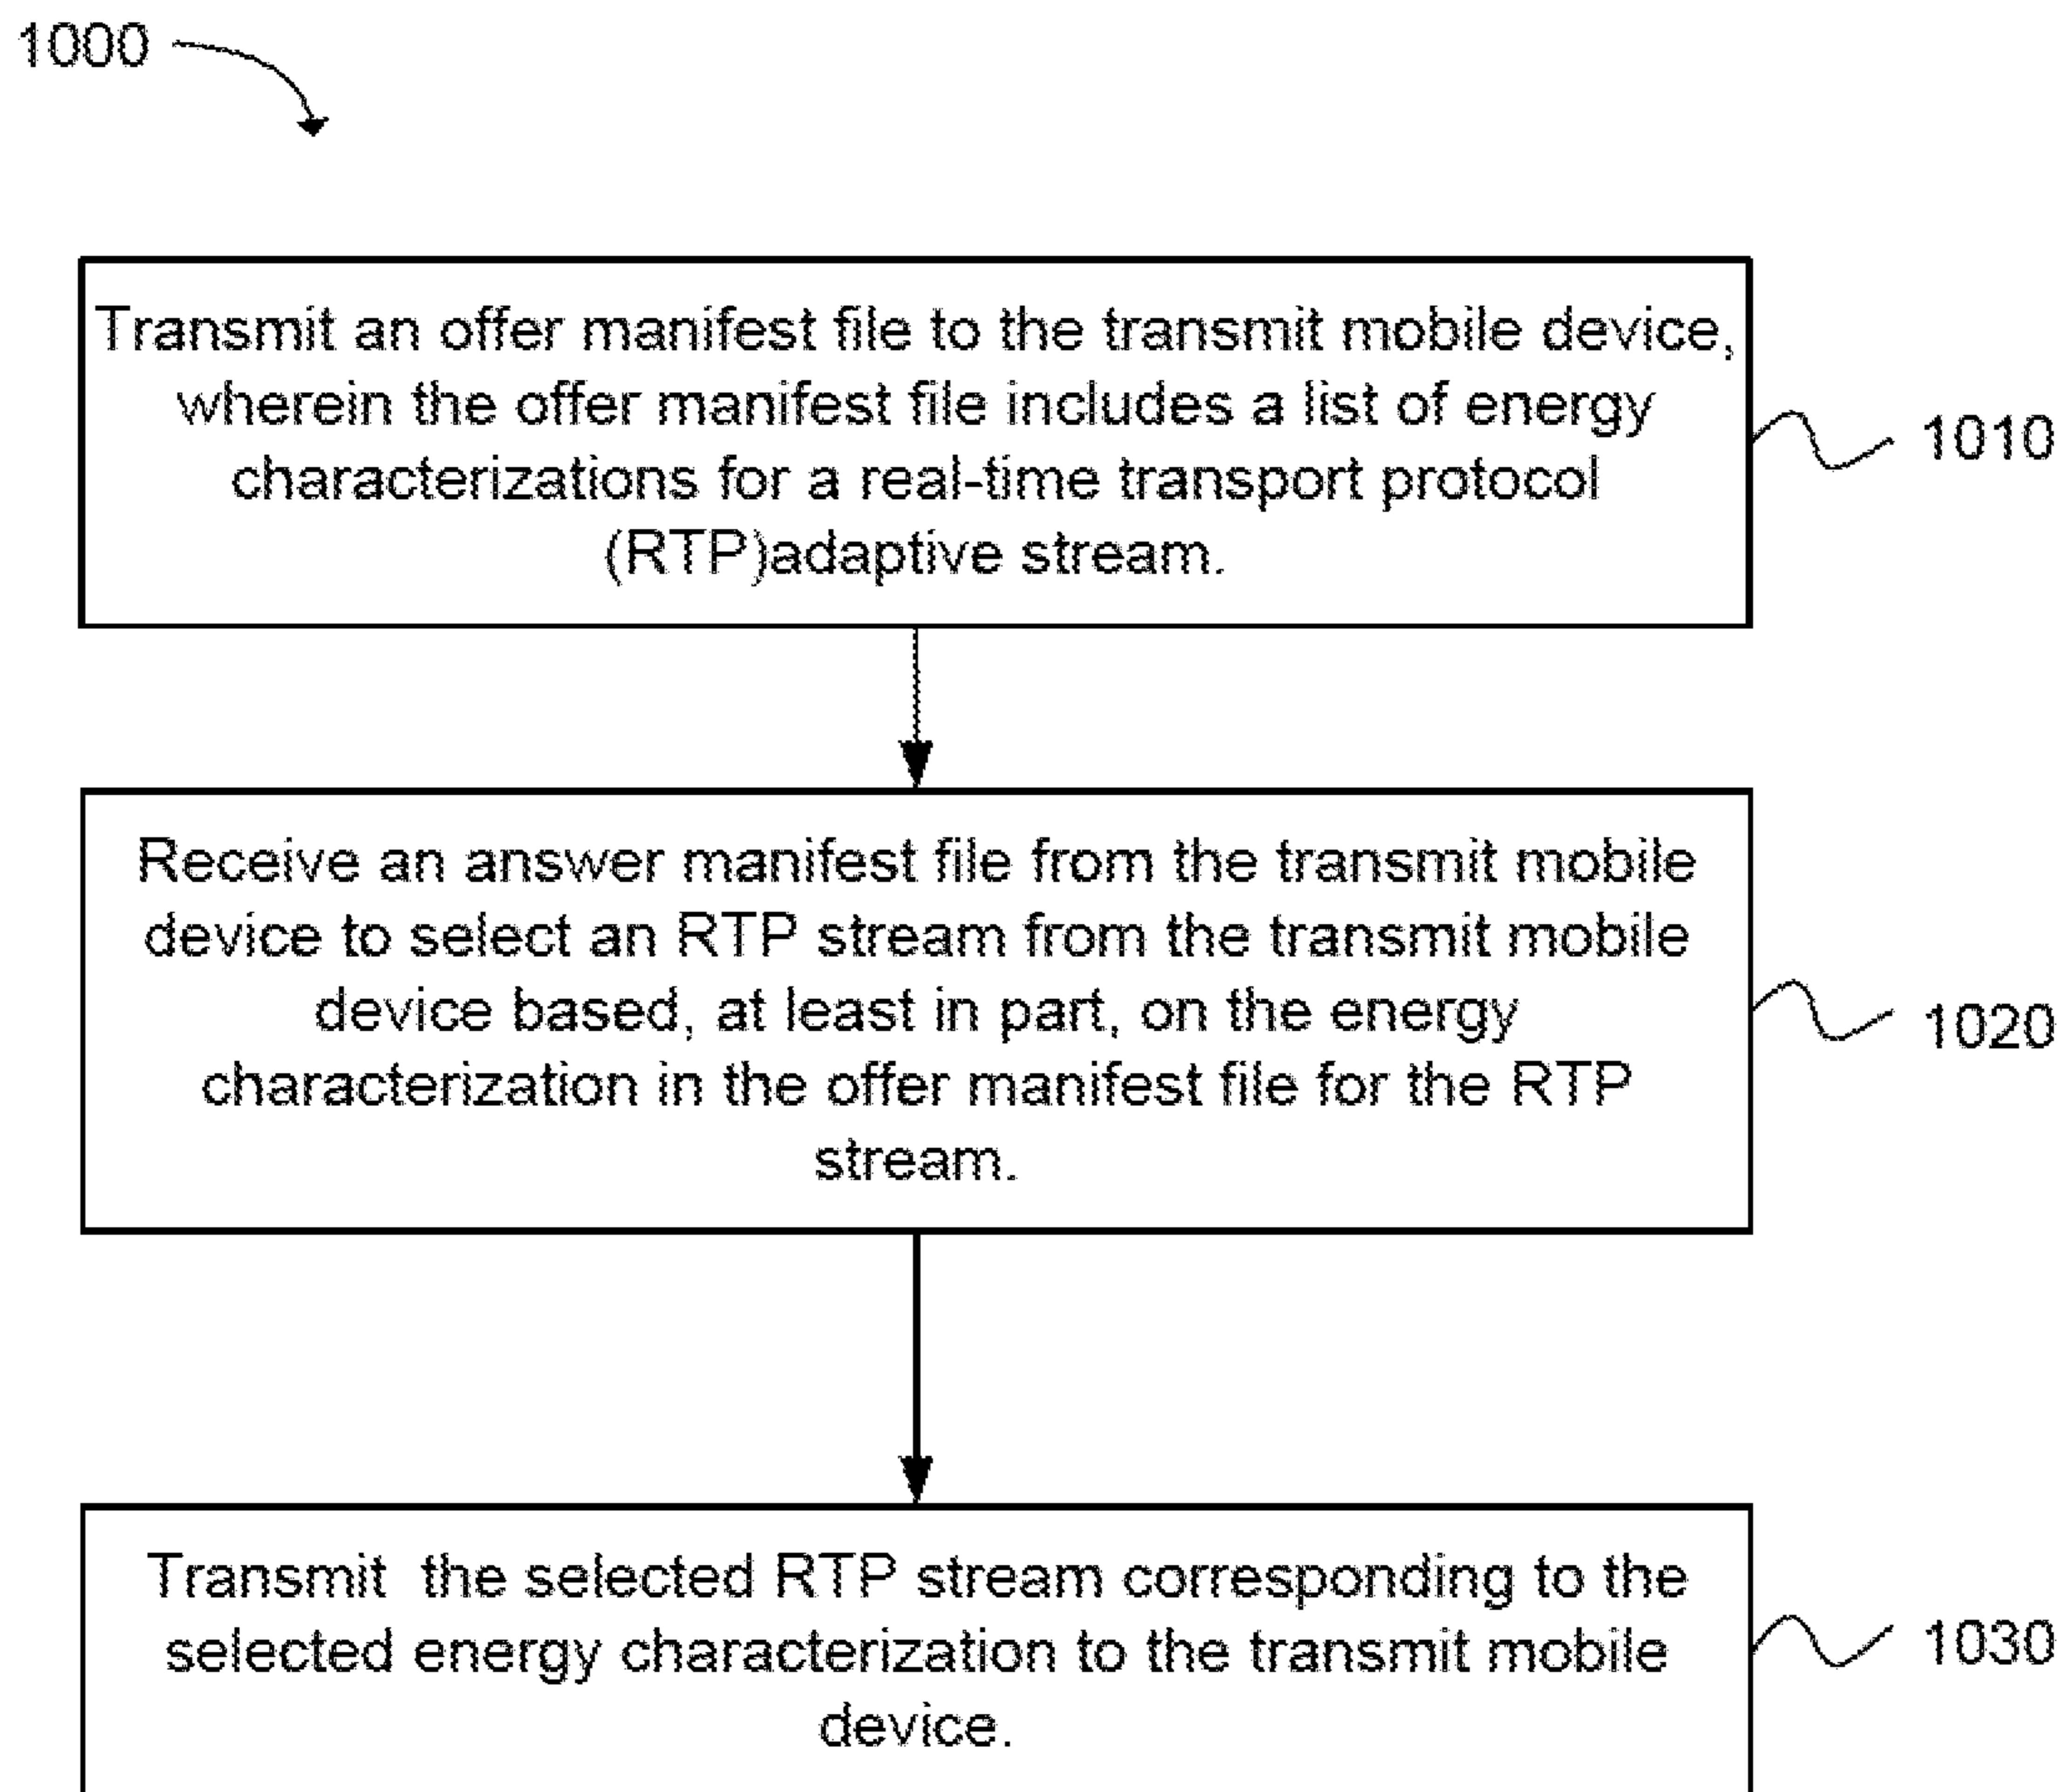 1000
Transmit an offer manifest file to the transmit mobile device,
wherein the offer manifest file includes a list of energy
characterizations for a real-time transport protocol
(RTP)adaptive stream.
1010
Receive an answer manifest file from the transmit mobile
device to select an RTP stream from the transmit mobile
device based, at least in part, on the energy
characterization in the offer manifest file for the RTP
stream.
1020
Transmit the selected RTP stream corresponding to the
selected energy characterization to the transmit mobile
device.
1030